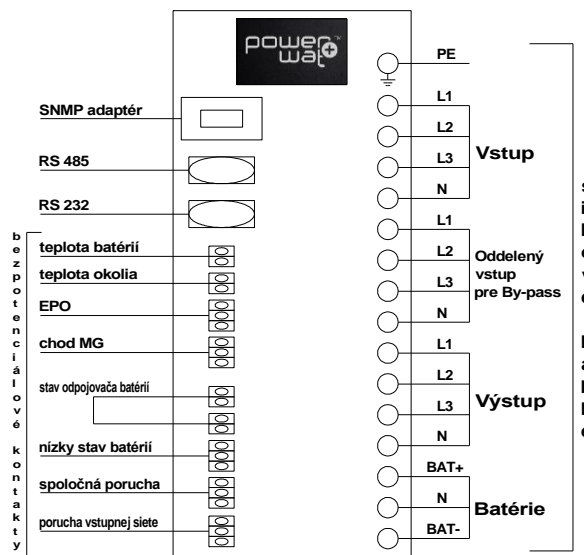 power
wat+
SNMP adaptér
RS 485
RS 232
bezpotenciálové kontakty
teplota batérií
teplota okolia
EPO
chod MG
stav odpojovača batérií
nízky stav batérií
spoločná porucha
porucha vstupnej siete
PE
L1
L2
L3
N
Vstup
L1
L2
L3
N
Oddelený
vstup
pre By-pass
L1
L2
L3
N
Výstup
BAT+
N
BAT-
Batérie